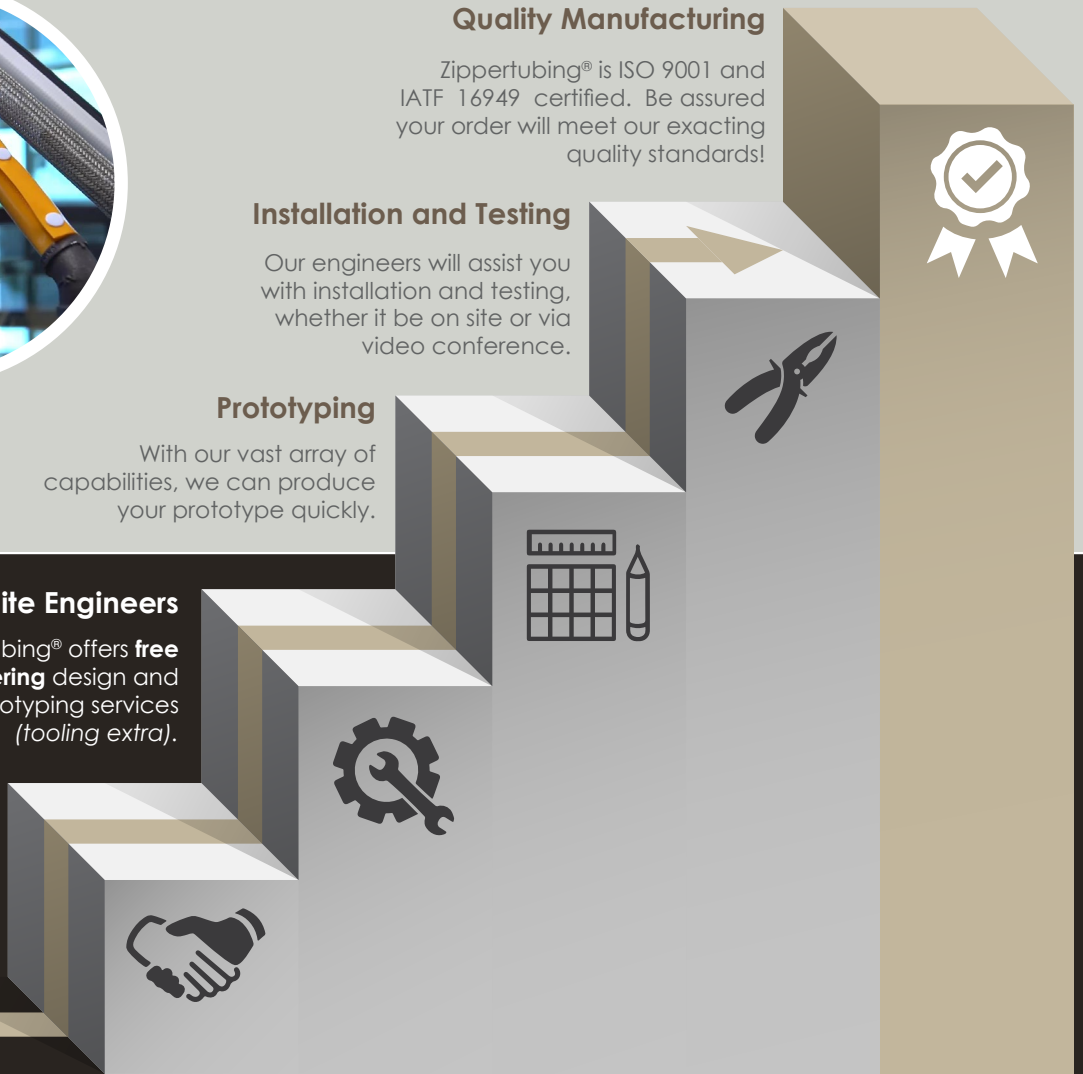 Quality Manufacturing
Zippertubing® is ISO 9001 and
IATF 16949 certified. Be assured
your order will meet our exacting
quality standards!
Installation and Testing
Our engineers will assist you
with installation and testing,
whether it be on site or via
video conference.
Prototyping
With our vast array of
capabilities, we can produce
your prototype quickly.
ite Engineers
bing® offers free
ering design and
otyping services
(tooling extra).